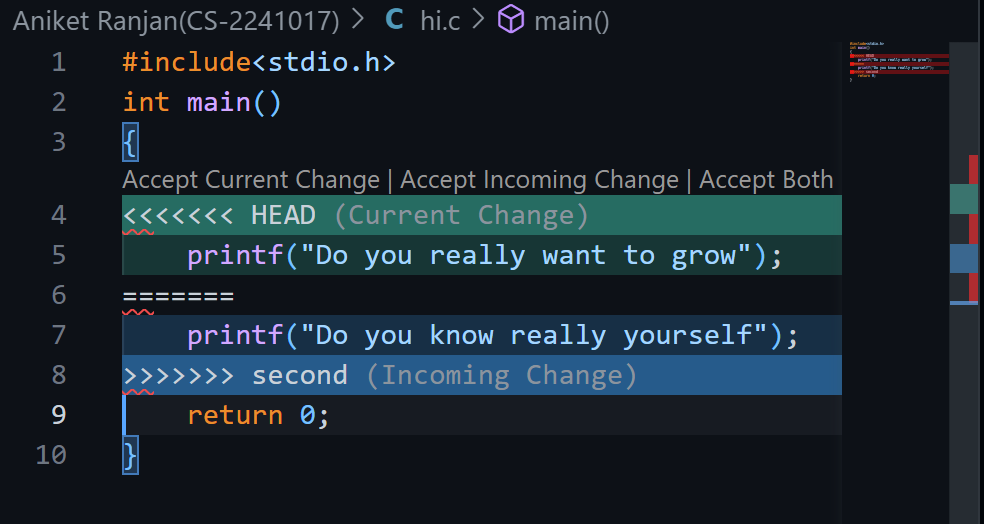 Aniket Ranjan(CS-2241017) > C hi.c > main()
1 #include<stdio.h>
2 int main()
3 {
Accept Current Change | Accept Incoming Change | Accept Both
4 <<<<<<< HEAD (Current Change)
5 printf("Do you really want to grow");
6 =======
7 printf("Do you know really yourself");
8 >>>>>>> second (Incoming Change)
9 return 0;
10 }